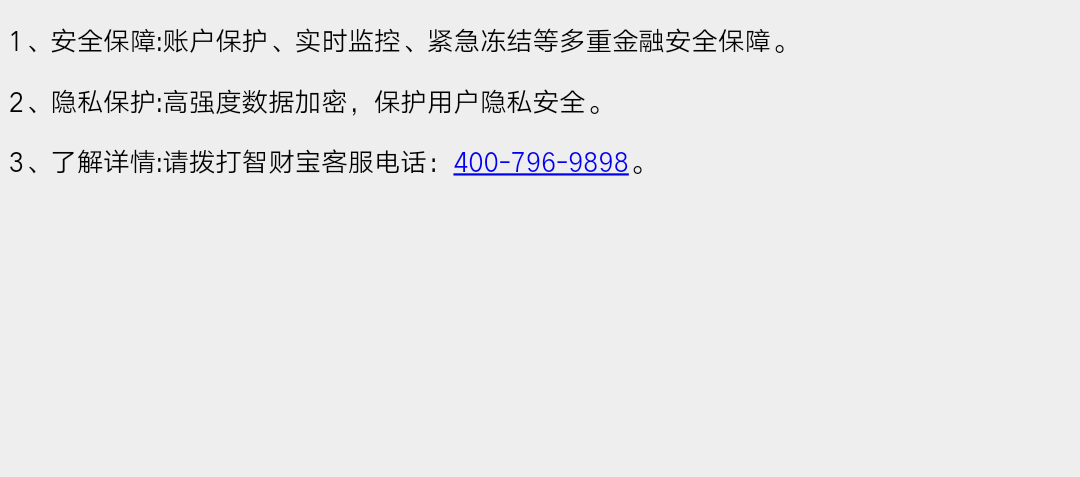 1、安全保障:账户保护、实时监控、紧急冻结等多重金融安全保障。
2、隐私保护:高强度数据加密，保护用户隐私安全。
3、了解详情:请拨打智财宝客服电话：400-796-9898。